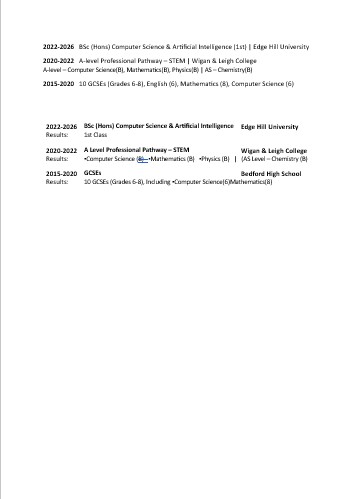 2022-2026 BSc (Hons) Computer Science & Artificial Intelligence (1st) | Edge Hill University
2020-2022 A-level Professional Pathway – STEM | Wigan & Leigh College
A-level – Computer Science(B), Mathematics(B), Physics(B) | AS – Chemistry(B)
2015-2020 10 GCSEs (Grades 6-8), English (6), Mathematics (8), Computer Science (6)
2022-2026 BSc (Hons) Computer Science & Artificial Intelligence Edge Hill University
Results: 1st Class
2020-2022 A Level Professional Pathway – STEM Wigan & Leigh College
Results: •Computer Science (B) •Mathematics (B) •Physics (B) | (AS Level – Chemistry (B)
2015-2020 GCSEs Bedford High School
Results: 10 GCSEs (Grades 6-8), Including •Computer Science(6)Mathematics(8)